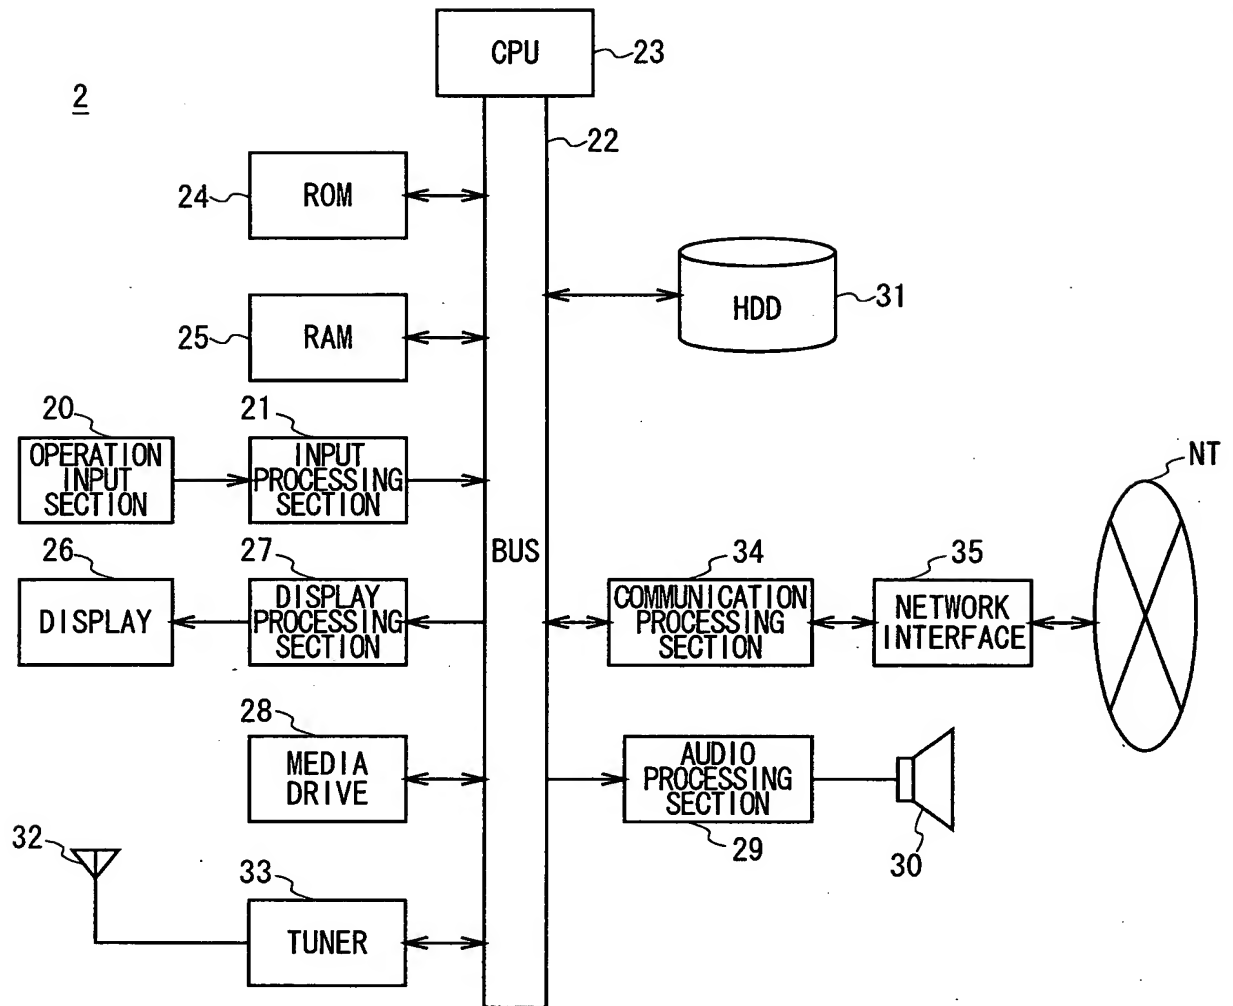 CPU
23
2
22
24
ROM
HDD
31
25
RAM
20
OPERATION
INPUT
SECTION
21
INPUT
PROCESSING
SECTION
NT
26
DISPLAY
27
DISPLAY
PROCESSING
SECTION
BUS
34
COMMUNICATION
PROCESSING
SECTION
35
NETWORK
INTERFACE
28
MEDIA
DRIVE
AUDIO
PROCESSING
SECTION
29
30
32
33
TUNER